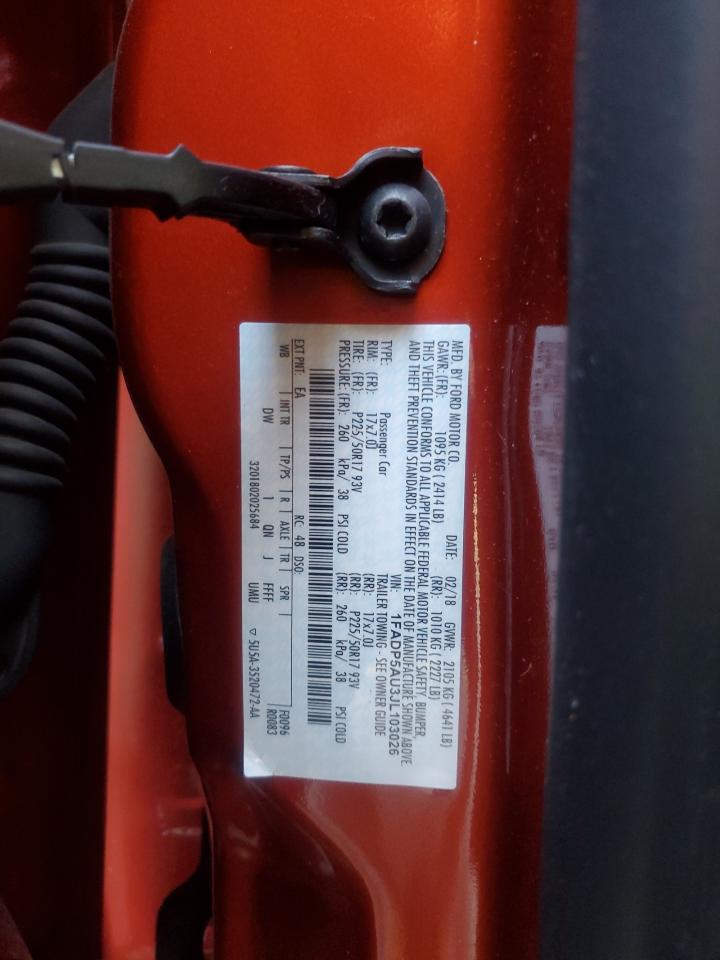 MFD. BY FORD MOTOR CO. DATE: 02/18 GVWR: 2105 KG ( 4641 LB)
GAWR: (FR): 1095 KG ( 2414 LB) (RR): 1010 KG ( 2227 LB)
THIS VEHICLE CONFORMS TO ALL APPLICABLE FEDERAL MOTOR VEHICLE SAFETY, BUMPER,
AND THEFT PREVENTION STANDARDS IN EFFECT ON THE DATE OF MANUFACTURE SHOWN ABOVE.
VIN: 1FADP5AU3JL103026
TYPE: Passenger Car TRAILER TOWING - SEE OWNER GUIDE
RIM: (FR): 17x7.0J (RR): 17x7.0J
TIRE: (FR): P225/50R17 93V (RR): P225/50R17 93V
PRESSURE: (FR): 260 kPa/ 38 PSI COLD (RR): 260 kPa/ 38 PSI COLD
EXT PNT: EA RC: 48 DSO: F0096
WB INT TR TP/PS R AXLE TR SPR R0083
DW 1 QN J FFFF
3201802025684 UMU ▽ 5U5A-3520472-AA